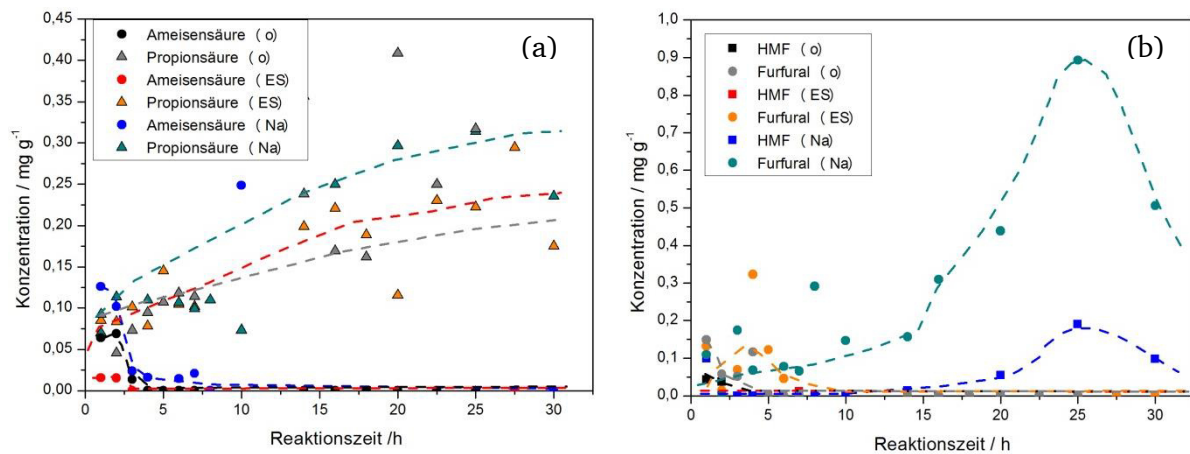 (a)
Ameisensäure ( o )
Propionsäure ( o )
Ameisensäure ( ES )
Propionsäure ( ES )
Ameisensäure ( Na )
Propionsäure ( Na )
0,45
0,40
0,35
0,30
0,25
0,20
0,15
0,10
0,05
0,00
Konzentration / mg g⁻¹
0 5 10 15 20 25 30
Reaktionszeit /h
(b)
HMF ( o )
Furfural ( o )
HMF ( ES )
Furfural ( ES )
HMF ( Na )
Furfural ( Na )
1,0
0,9
0,8
0,7
0,6
0,5
0,4
0,3
0,2
0,1
0,0
Konzentration / mg g⁻¹
0 5 10 15 20 25 30
Reaktionszeit / h